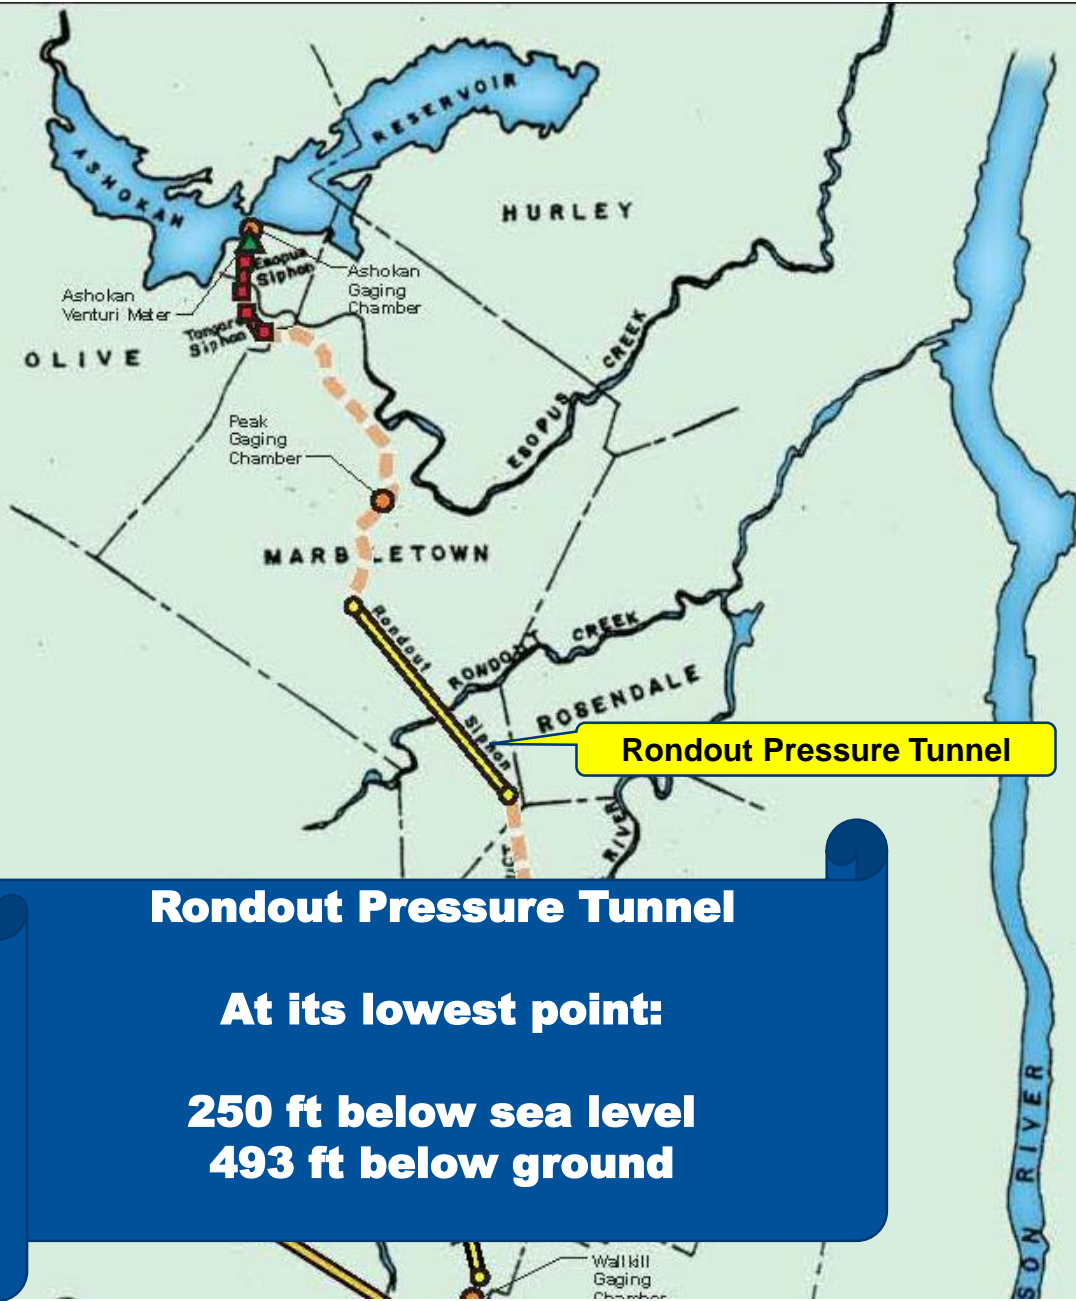 RESERVOIR
ASHOKAN
HURLEY
Esopus
Siphon
Ashokan
Gaging
Chamber
Ashokan
Venturi Meter
Tongore
Siphon
OLIVE
CREEK
ESOPUS
Peak
Gaging
Chamber
MARBLETOWN
Rondout
Siphon
RONDOUT
CREEK
ROSENDALE
Rondout Pressure Tunnel
RIVER
Rondout Pressure Tunnel
At its lowest point:
250 ft below sea level
493 ft below ground
SON RIVER
Wallkill
Gaging
Chamber